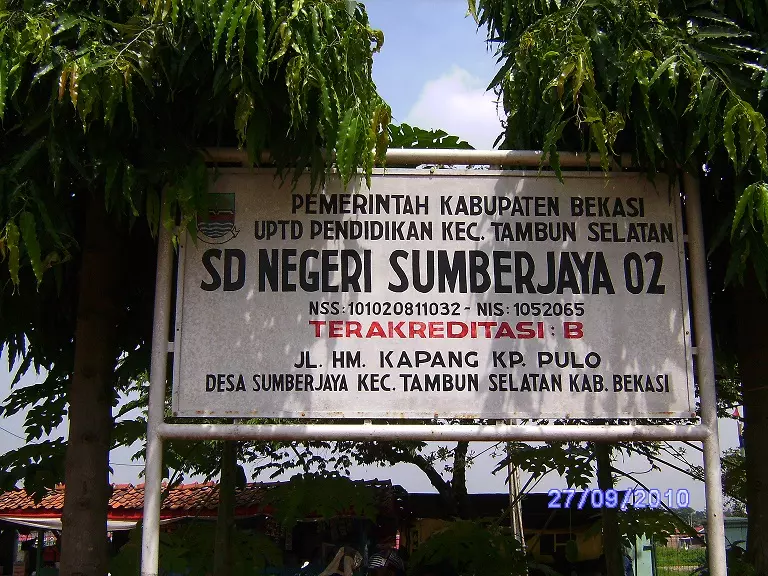 PEMERINTAH KABUPATEN BEKASI
UPTD PENDIDIKAN KEC. TAMBUN SELATAN
SD NEGERI SUMBERJAYA 02
NSS : 101020811032 - NIS : 1052065
TERAKREDITASI : B
JL. HM. KAPANG KP. PULO
DESA SUMBERJAYA KEC. TAMBUN SELATAN KAB. BEKASI
27/09/2010